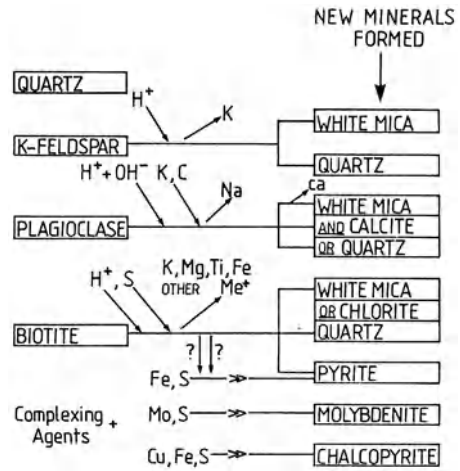 NEW MINERALS
FORMED
QUARTZ
H⁺
K
WHITE MICA
K-FELDSPAR
QUARTZ
H⁺+OH⁻ K,C
Na
ca
WHITE MICA
PLAGIOCLASE
AND CALCITE
OR QUARTZ
H⁺, S
K,Mg,Ti,Fe
OTHER Me⁺
WHITE MICA
OR CHLORITE
BIOTITE
QUARTZ
? ?
Fe,S
PYRITE
Complexing
Agents +
Mo,S
MOLYBDENITE
Cu,Fe,S
CHALCOPYRITE